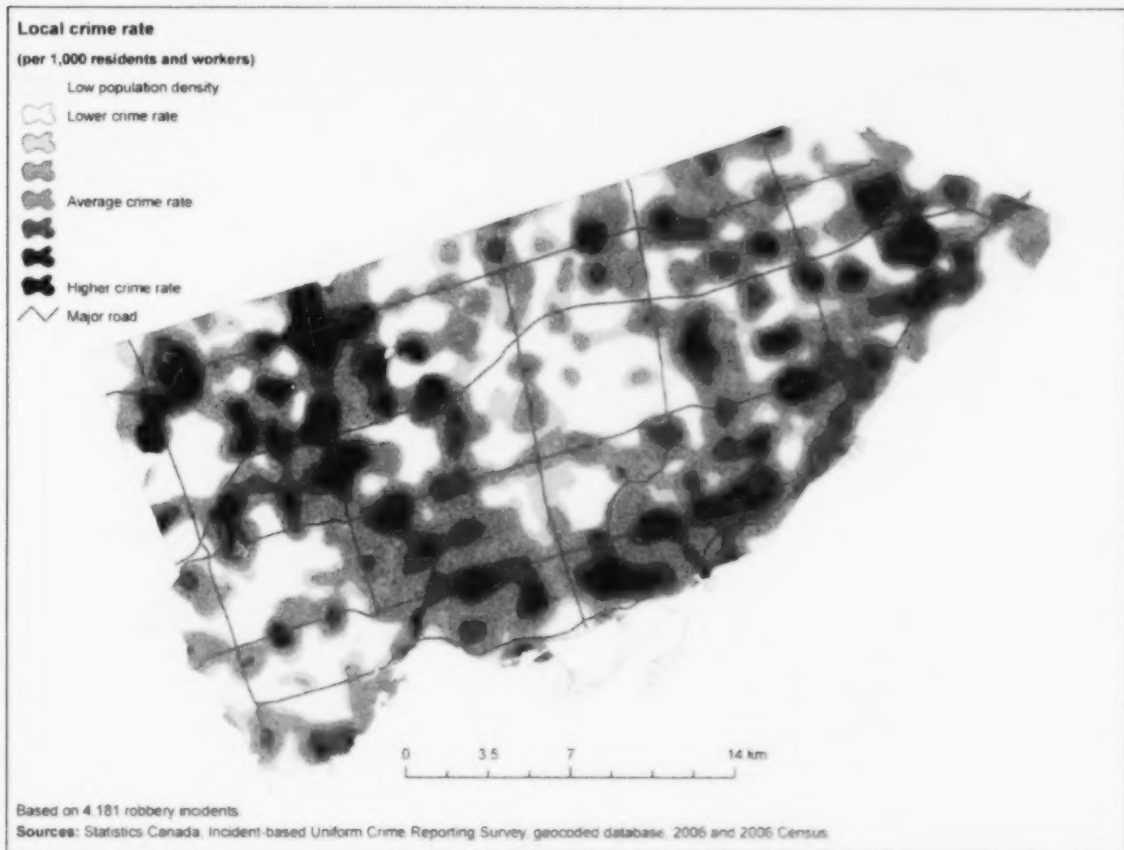 Local crime rate
(per 1,000 residents and workers)
Low population density
Lower crime rate
Average crime rate
Higher crime rate
Major road
0 3.5 7 14 km
Based on 4,181 robbery incidents.
Sources: Statistics Canada, Incident-based Uniform Crime Reporting Survey, geocoded database, 2006 and 2006 Census.